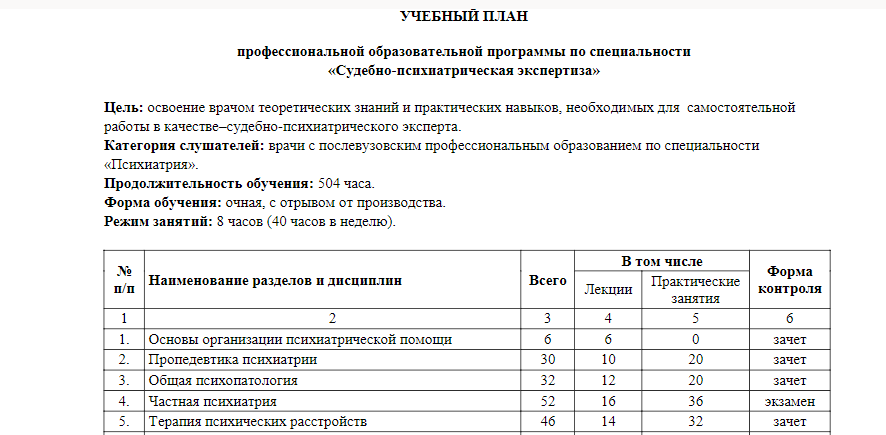 УЧЕБНЫЙ ПЛАН
профессиональной образовательной программы по специальности
«Судебно-психиатрическая экспертиза»
Цель: освоение врачом теоретических знаний и практических навыков, необходимых для самостоятельной
работы в качестве–судебно-психиатрического эксперта.
Категория слушателей: врачи с послевузовским профессиональным образованием по специальности
«Психиатрия».
Продолжительность обучения: 504 часа.
Форма обучения: очная, с отрывом от производства.
Режим занятий: 8 часов (40 часов в неделю).
№ п/п Наименование разделов и дисциплин Всего В том числе Форма контроля
Лекции Практические занятия
1 2 3 4 5 6
1. Основы организации психиатрической помощи 6 6 0 зачет
2. Пропедевтика психиатрии 30 10 20 зачет
3. Общая психопатология 32 12 20 зачет
4. Частная психиатрия 52 16 36 экзамен
5. Терапия психических расстройств 46 14 32 зачет